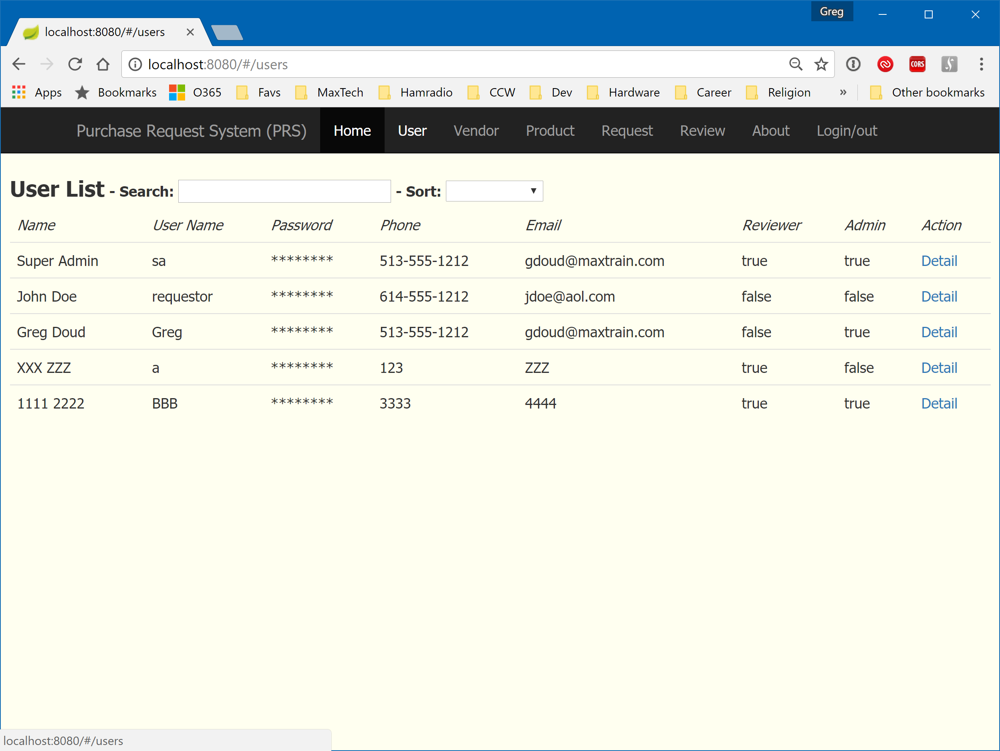 Greg
localhost:8080/#/users
localhost:8080/#/users
CORS
Apps Bookmarks O365 Favs MaxTech Hamradio CCW Dev Hardware Career Religion » Other bookmarks
Purchase Request System (PRS) Home User Vendor Product Request Review About Login/out
User List - Search: - Sort:
Name User Name Password Phone Email Reviewer Admin Action
Super Admin sa ******** 513-555-1212 gdoud@maxtrain.com true true Detail
John Doe requestor ******** 614-555-1212 jdoe@aol.com false false Detail
Greg Doud Greg ******** 513-555-1212 gdoud@maxtrain.com false true Detail
XXX ZZZ a ******** 123 ZZZ true false Detail
1111 2222 BBB ******** 3333 4444 true true Detail
localhost:8080/#/users